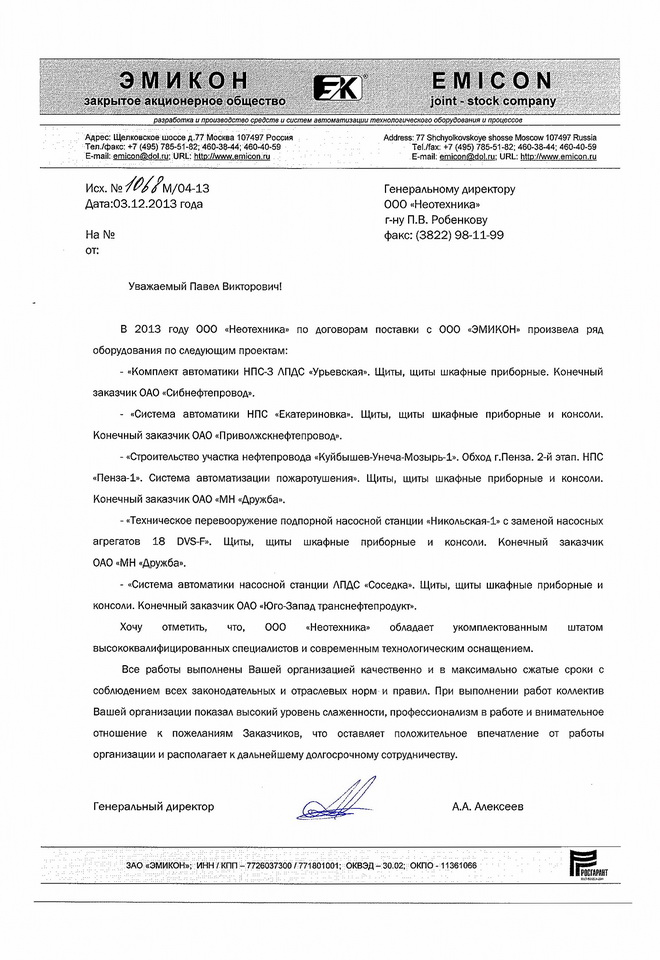 ЭМИКОН
закрытое акционерное общество
EK®
EMICON
joint - stock company
разработка и производство средств и систем автоматизации технологического оборудования и процессов
Адрес: Щелковское шоссе д.77 Москва 107497 Россия
Тел./факс: +7 (495) 785-51-82; 460-38-44; 460-40-59
E-mail: emicon@dol.ru; URL: http://www.emicon.ru
Address: 77 Shchyolkovskoye shosse Moscow 107497 Russia
Tel./fax: +7 (495) 785-51-82; 460-38-44; 460-40-59
E-mail: emicon@dol.ru; URL: http://www.emicon.ru
Исх. № 1068 М/04-13
Дата:03.12.2013 года
На №
от:
Генеральному директору
ООО «Неотехника»
г-ну П.В. Робенкову
факс: (3822) 98-11-99
Уважаемый Павел Викторович!
В 2013 году ООО «Неотехника» по договорам поставки с ООО «ЭМИКОН» произвела ряд
оборудования по следующим проектам:
- «Комплект автоматики НПС-3 ЛПДС «Урьевская». Щиты, щиты шкафные приборные. Конечный
заказчик ОАО «Сибнефтепровод».
- «Система автоматики НПС «Екатериновка». Щиты, щиты шкафные приборные и консоли.
Конечный заказчик ОАО «Приволжскнефтепровод».
- «Строительство участка нефтепровода «Куйбышев-Унеча-Мозырь-1». Обход г.Пенза. 2-й этап. НПС
«Пенза-1». Система автоматизации пожаротушения». Щиты, щиты шкафные приборные и консоли.
Конечный заказчик ОАО «МН «Дружба».
- «Техническое перевооружение подпорной насосной станции «Никольская-1» с заменой насосных
агрегатов 18 DVS-F». Щиты, щиты шкафные приборные и консоли. Конечный заказчик
ОАО «МН «Дружба».
- «Система автоматики насосной станции ЛПДС «Соседка». Щиты, щиты шкафные приборные и
консоли. Конечный заказчик ОАО «Юго-Запад транснефтепродукт».
Хочу отметить, что, ООО «Неотехника» обладает укомплектованным штатом
высококвалифицированных специалистов и современным технологическим оснащением.
Все работы выполнены Вашей организацией качественно и в максимально сжатые сроки с
соблюдением всех законодательных и отраслевых норм и правил. При выполнении работ коллектив
Вашей организации показал высокий уровень слаженности, профессионализм в работе и внимательное
отношение к пожеланиям Заказчиков, что оставляет положительное впечатление от работы
организации и располагает к дальнейшему долгосрочному сотрудничеству.
Генеральный директор
А.А. Алексеев
ЗАО «ЭМИКОН»; ИНН / КПП – 7726037300 / 771801001; ОКВЭД – 30.02; ОКПО - 11361066
РОСГАРАНТ